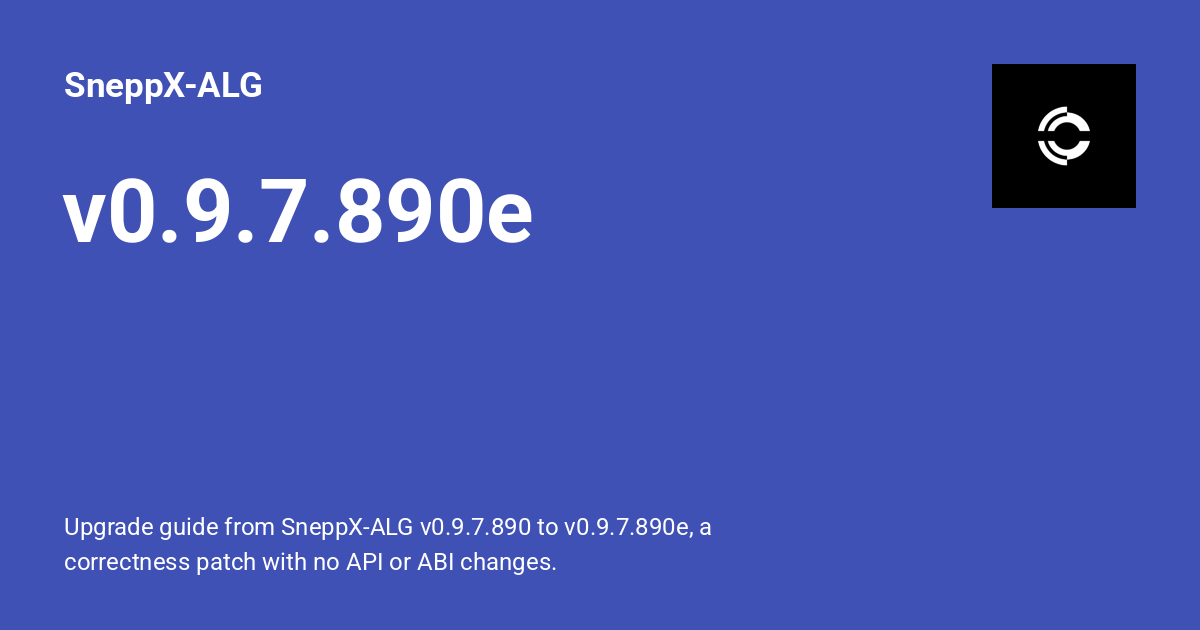 SneppX-ALG
v0.9.7.890e
Upgrade guide from SneppX-ALG v0.9.7.890 to v0.9.7.890e, a
correctness patch with no API or ABI changes.